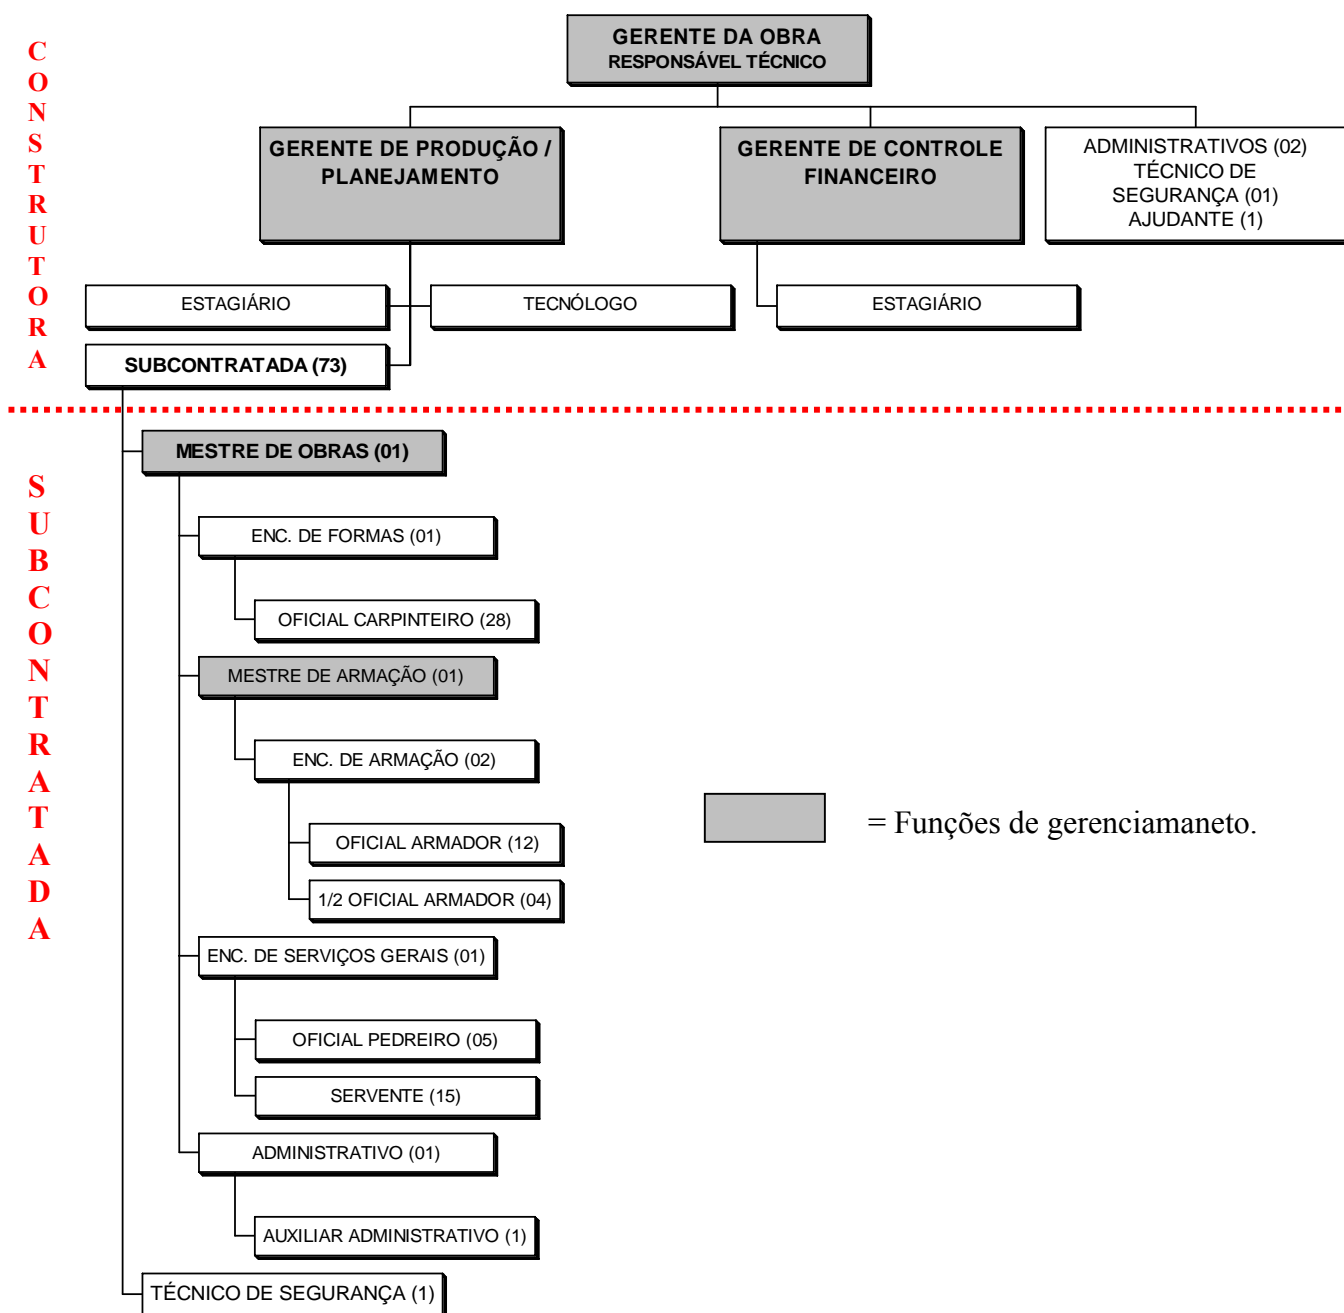 CONSTRUTORA
GERENTE DA OBRA
RESPONSÁVEL TÉCNICO
GERENTE DE PRODUÇÃO /
PLANEJAMENTO
GERENTE DE CONTROLE
FINANCEIRO
ADMINISTRATIVOS (02)
TÉCNICO DE
SEGURANÇA (01)
AJUDANTE (1)
ESTAGIÁRIO
TECNÓLOGO
ESTAGIÁRIO
SUBCONTRATADA (73)
SUBCONTRATADA
MESTRE DE OBRAS (01)
ENC. DE FORMAS (01)
OFICIAL CARPINTEIRO (28)
MESTRE DE ARMAÇÃO (01)
ENC. DE ARMAÇÃO (02)
OFICIAL ARMADOR (12)
1/2 OFICIAL ARMADOR (04)
ENC. DE SERVIÇOS GERAIS (01)
OFICIAL PEDREIRO (05)
SERVENTE (15)
ADMINISTRATIVO (01)
AUXILIAR ADMINISTRATIVO (1)
TÉCNICO DE SEGURANÇA (1)
= Funções de gerenciamaneto.